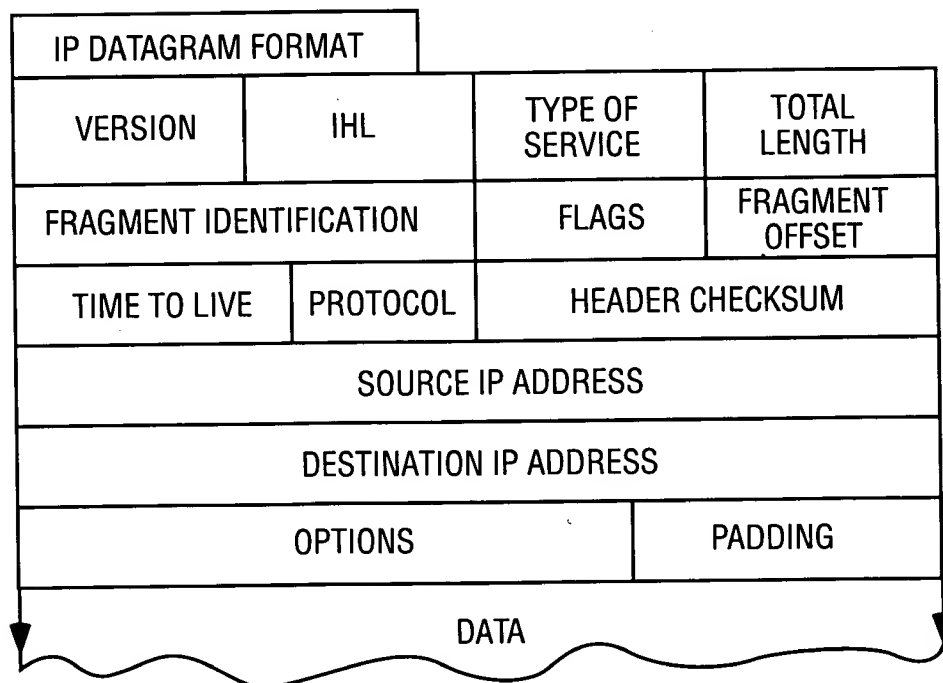 IP DATAGRAM FORMAT
VERSION
IHL
TYPE OF
SERVICE
TOTAL
LENGTH
FRAGMENT IDENTIFICATION
FLAGS
FRAGMENT
OFFSET
TIME TO LIVE
PROTOCOL
HEADER CHECKSUM
SOURCE IP ADDRESS
DESTINATION IP ADDRESS
OPTIONS
PADDING
DATA